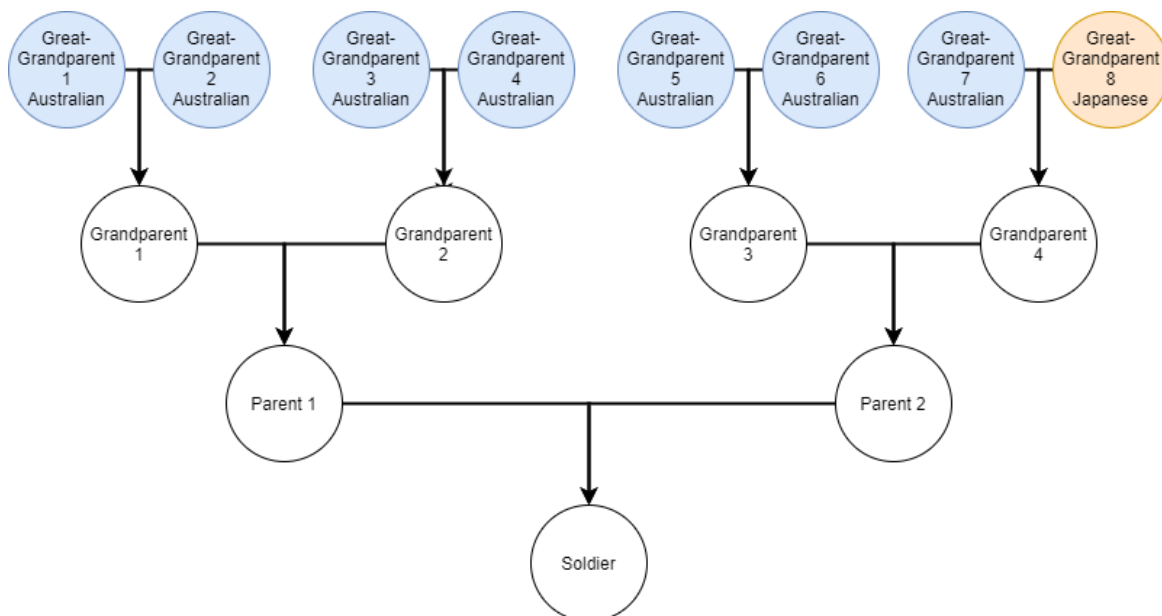 Great-
Grandparent
1
Australian
Great-
Grandparent
2
Australian
Great-
Grandparent
3
Australian
Great-
Grandparent
4
Australian
Great-
Grandparent
5
Australian
Great-
Grandparent
6
Australian
Great-
Grandparent
7
Australian
Great-
Grandparent
8
Japanese
Grandparent
1
Grandparent
2
Grandparent
3
Grandparent
4
Parent 1
Parent 2
Soldier